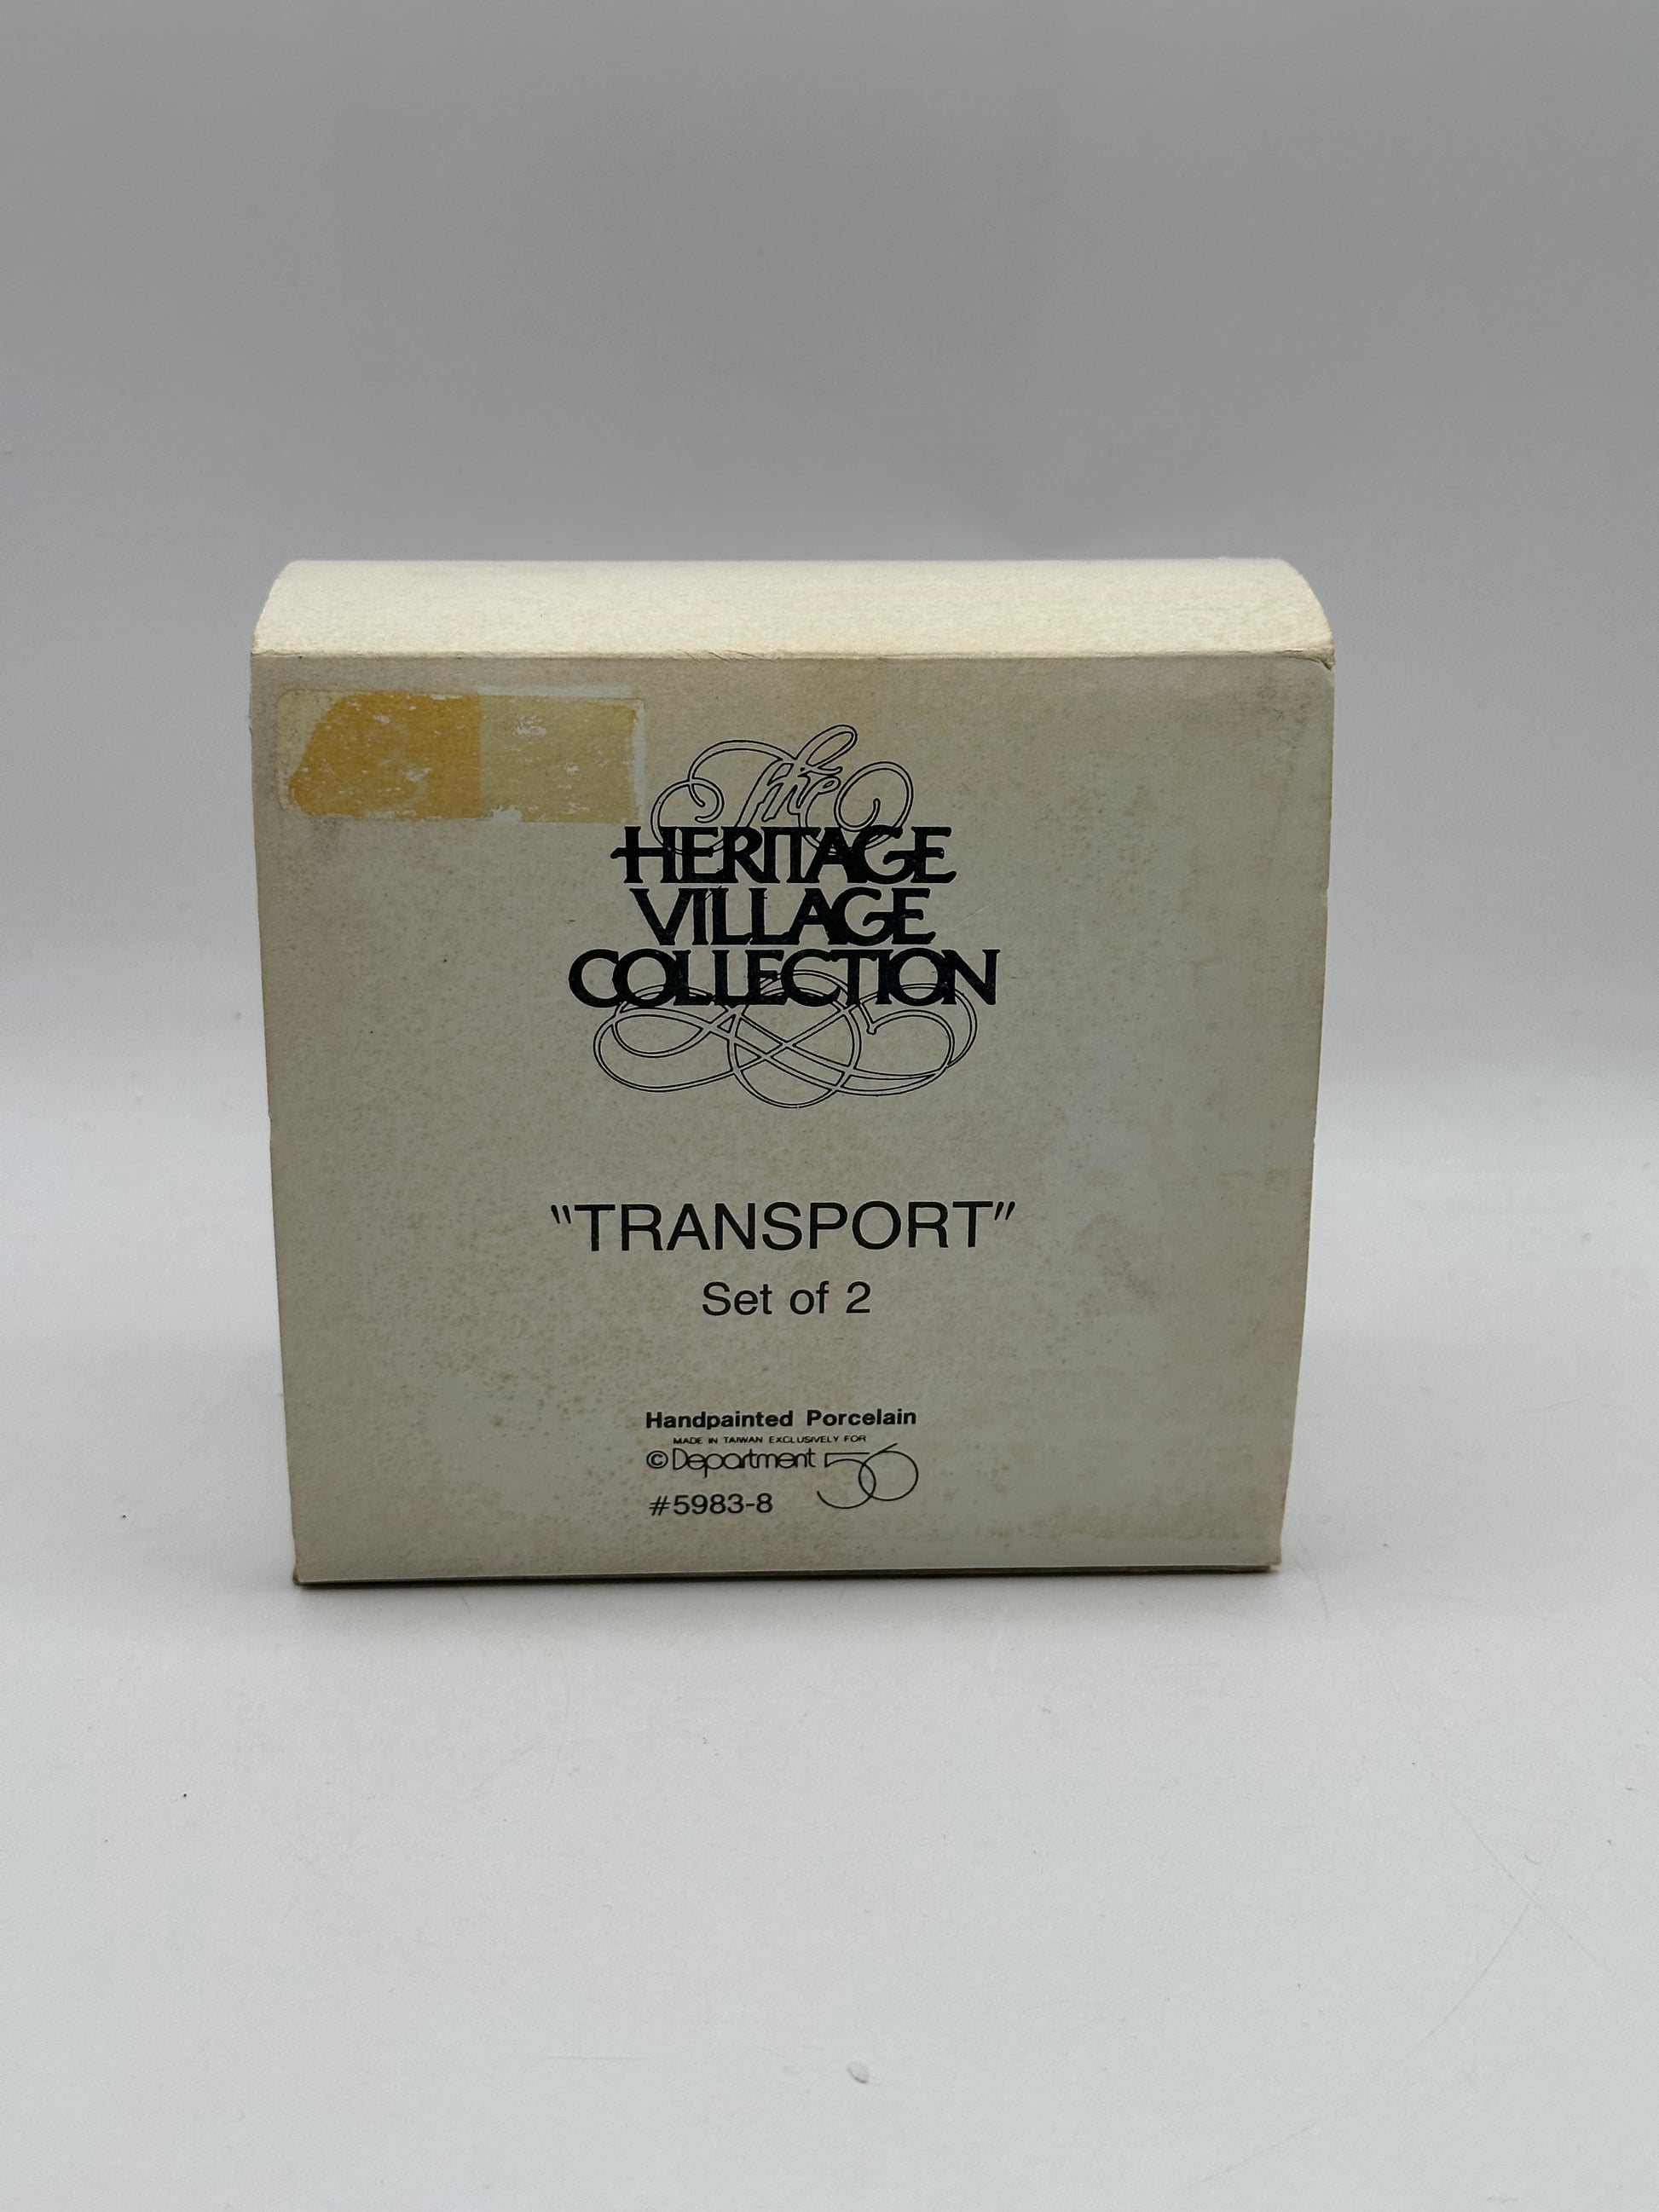 The
HERITAGE
VILLAGE
COLLECTION
"TRANSPORT"
Set of 2
Handpainted Porcelain
MADE IN TAIWAN EXCLUSIVELY FOR
©Department 56
#5983-8